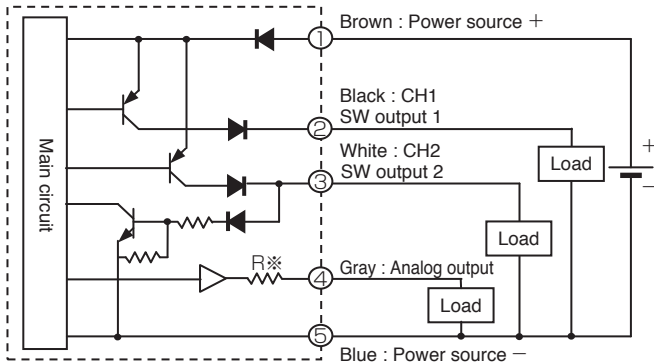 Main circuit
① Brown : Power source +
Black : CH1
② SW output 1
White : CH2
③ SW output 2
R※
④ Gray : Analog output
⑤
Blue : Power source −
Load
Load
Load
+
−